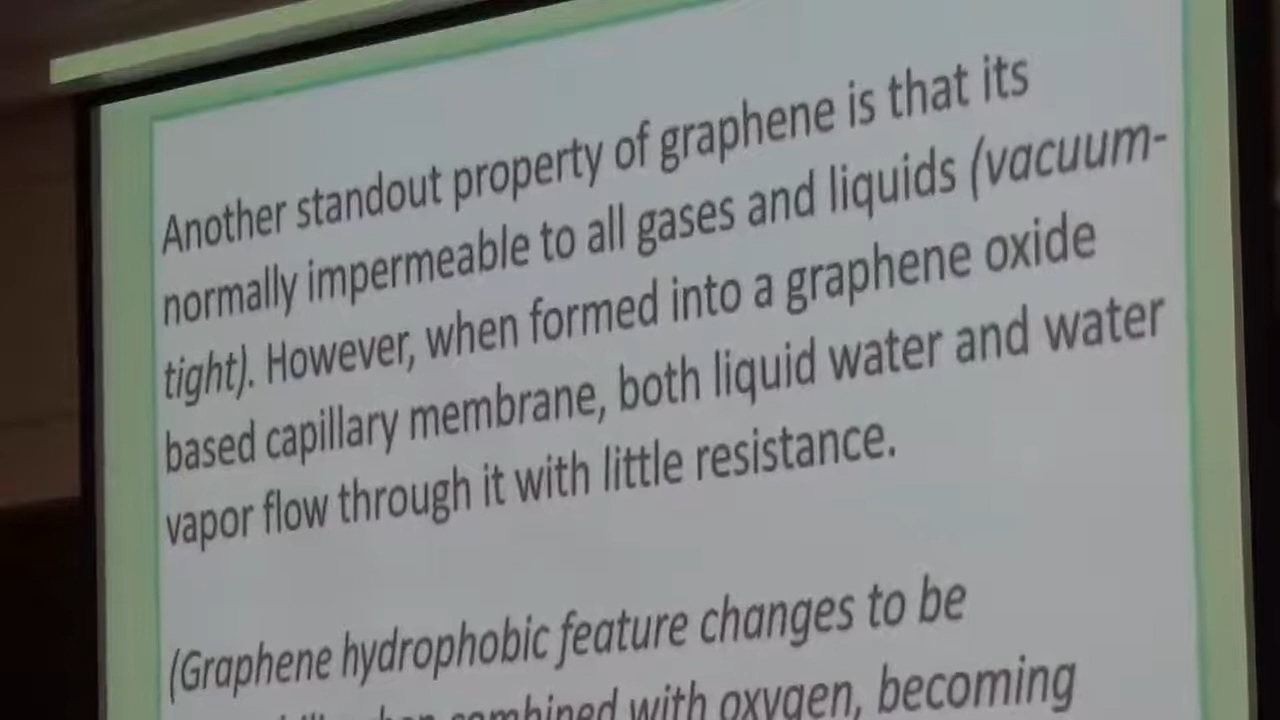 Another standout property of graphene is that its
normally impermeable to all gases and liquids (vacuum-
tight). However, when formed into a graphene oxide
based capillary membrane, both liquid water and water
vapor flow through it with little resistance.
(Graphene hydrophobic feature changes to be
combined with oxygen, becoming